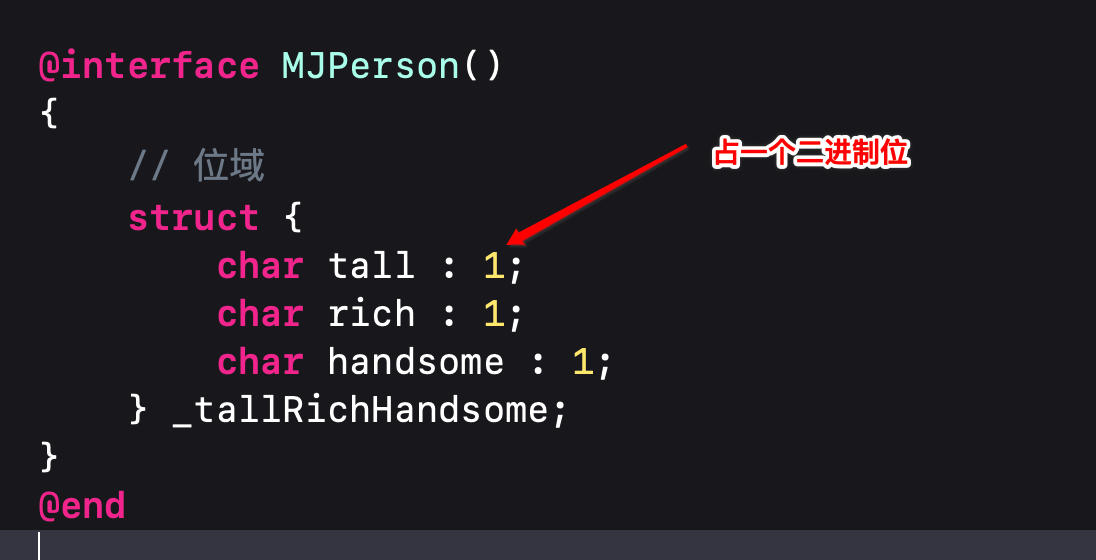 @interface MJPerson()
{
    // 位域
占一个二进制位
    struct {
        char tall : 1;
        char rich : 1;
        char handsome : 1;
    } _tallRichHandsome;
}
@end